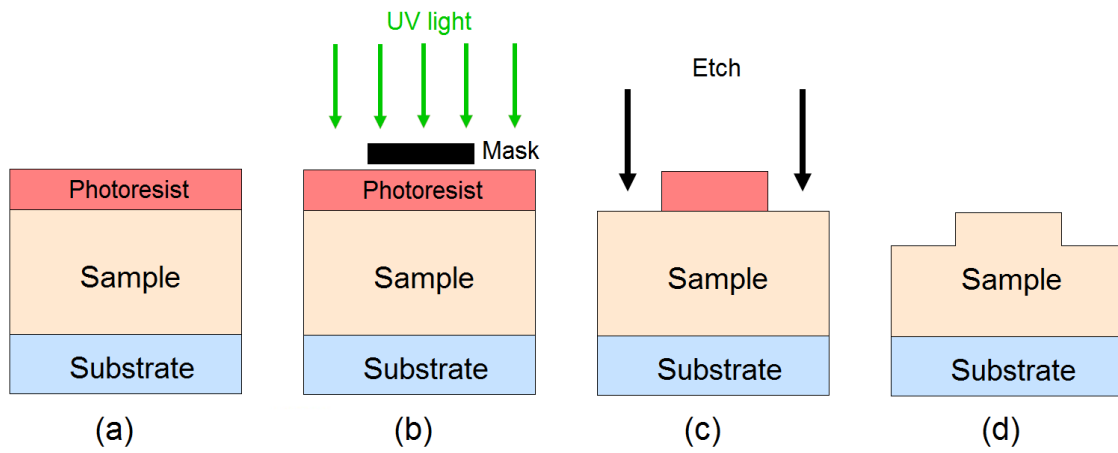 UV light
Etch
Mask
Photoresist
Photoresist
Sample
Sample
Sample
Sample
Substrate
Substrate
Substrate
Substrate
(a)
(b)
(c)
(d)